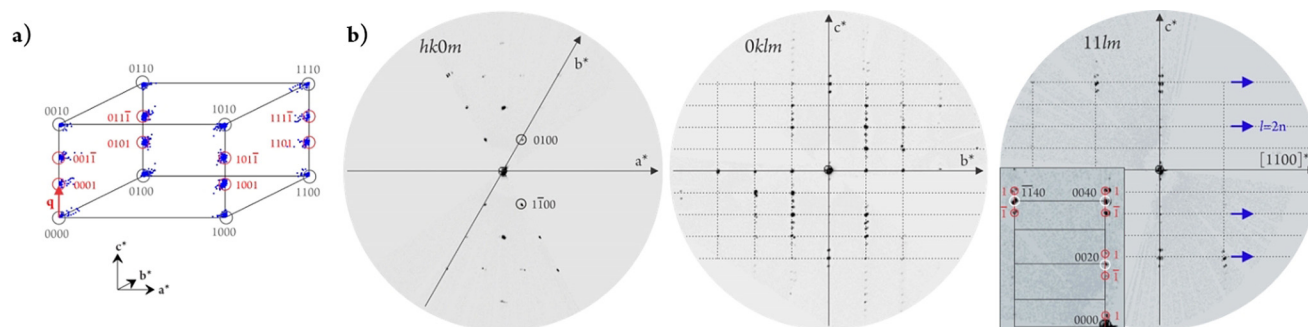 a)
0110
1110
0010
1010
011̅1̅
111̅
0101
1101
001̅
101̅
0001
1001
0100
1100
q
0000
1000
c*
b*
a*
b)
hk0m
b*
0100
a*
11̅00
0klm
c*
b*
11lm
c*
l=2n
[1100]*
1̅1̅40
0040
1
1
1̅
1̅
0020
1
1̅
0000
1